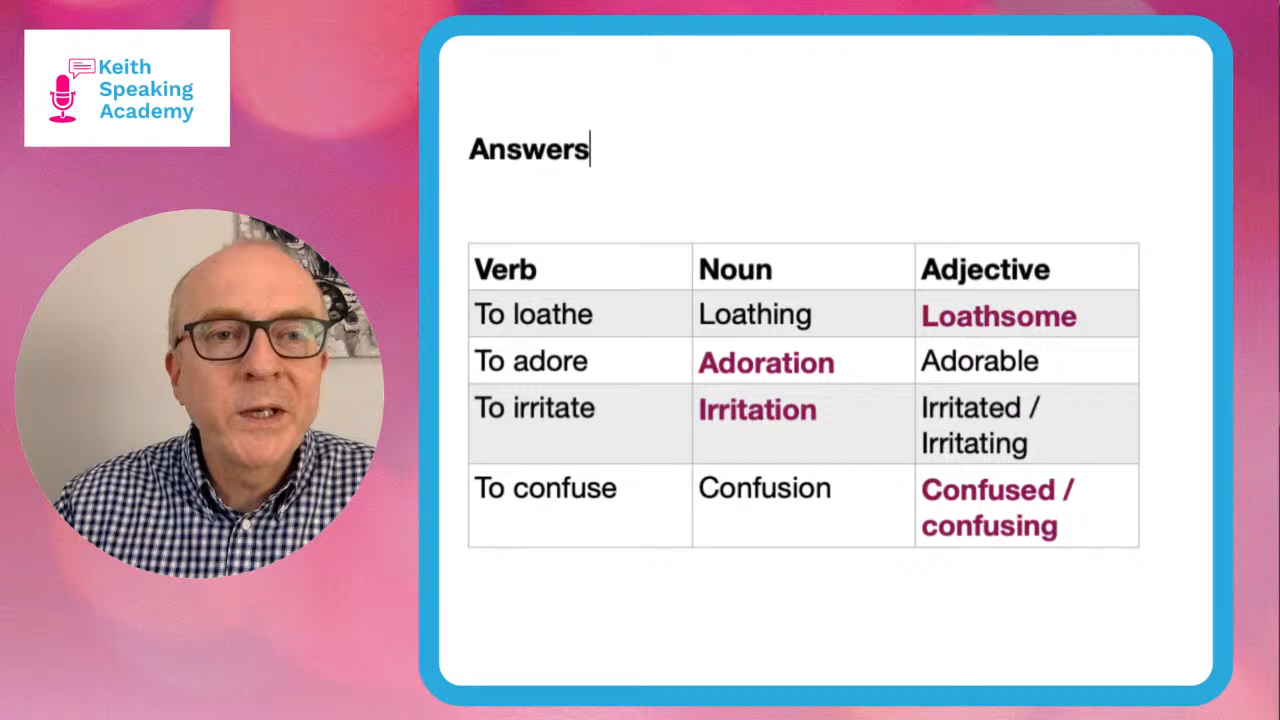 Keith
Speaking
Academy
Answers
Verb Noun Adjective
To loathe Loathing Loathsome
To adore Adoration Adorable
To irritate Irritation Irritated /
Irritating
To confuse Confusion Confused /
confusing